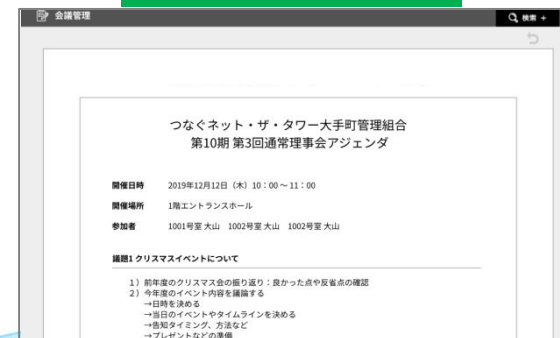 会議管理
検索 +
つなぐネット・ザ・タワー大手町管理組合
第10期 第3回通常理事会アジェンダ
開催日時 2019年12月12日（木）10：00～11：00
開催場所 1階エントランスホール
参加者 1001号室 大山 1002号室 大山 1002号室 大山
議題1 クリスマスイベントについて
1）前年度のクリスマス会の振り返り：良かった点や反省点の確認
2）今年度のイベント内容を議論する
→日時を決める
→当日のイベントやタイムラインを決める
→告知タイミング、方法など
→プレゼントなどの準備